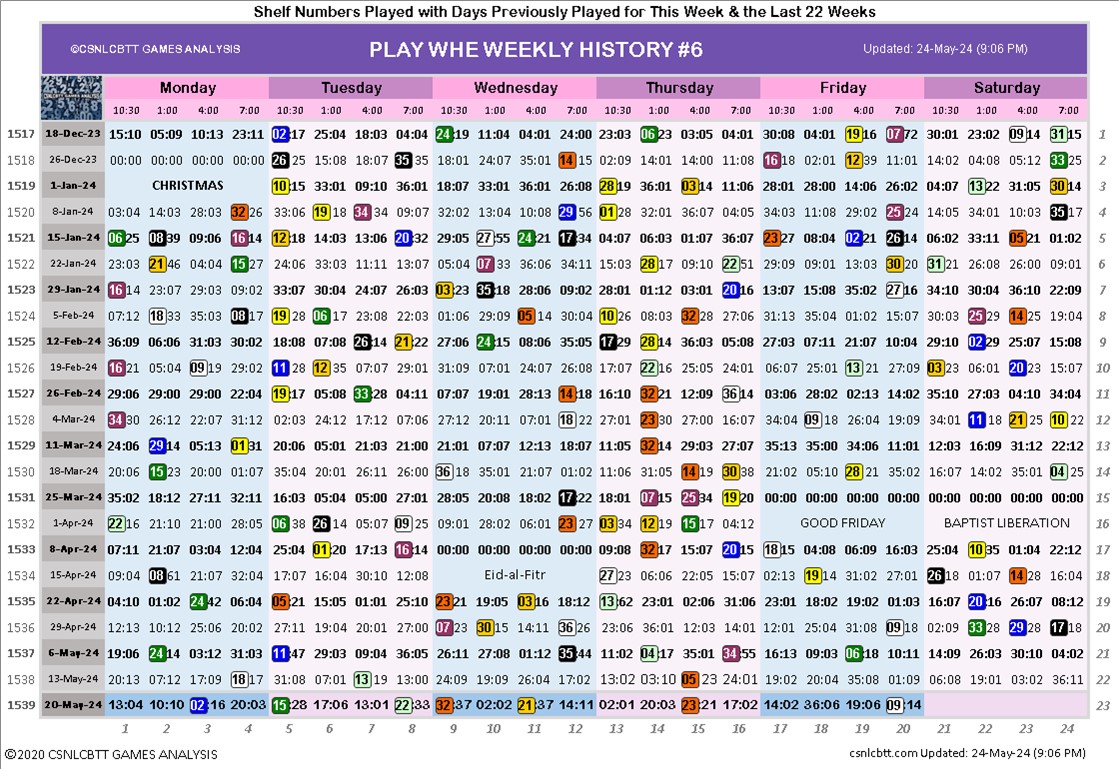 Shelf Numbers Played with Days Previously Played for This Week & the Last 22 Weeks
©CSNLCBTT GAMES ANALYSIS PLAY WHE WEEKLY HISTORY #6 Updated: 24-May-24 (9:06 PM)
Monday Tuesday Wednesday Thursday Friday Saturday
10:30 1:00 4:00 7:00 10:30 1:00 4:00 7:00 10:30 1:00 4:00 7:00 10:30 1:00 4:00 7:00 10:30 1:00 4:00 7:00 10:30 1:00 4:00 7:00
1517 18-Dec-23 15:10 05:09 10:13 23:11 02:17 25:04 18:03 04:04 24:19 11:04 04:01 24:00 23:03 06 23 03:05 04:01 30:08 04:01 19 16 07 72 30:01 23:02 09 14 31 15 1
1518 26-Dec-23 00:00 00:00 00:00 00:00 26 25 15:08 18:07 35 35 18:01 24:07 35:01 14 15 02:09 14:01 14:00 11:08 16 18 02:01 12 39 11:02 14:02 04:08 05:12 33 25 2
1519 1-Jan-24 CHRISTMAS 10 15 33:01 09:10 36:01 18:07 33:01 36:01 26:08 28 19 36:01 03 14 11:06 28:01 28:00 14:06 26:02 04:07 13 22 31:05 30 14 3
1520 8-Jan-24 03:04 14:03 28:03 32 26 33:06 19 18 34 34 09:07 32:02 13:04 10:08 29 56 01 28 32:01 36:07 04:05 34:03 11:08 29:02 25 24 14:05 34:01 10:03 35 17 4
1521 15-Jan-24 06 25 08 39 09:06 16 14 12 18 14:03 13:06 20 32 29:05 27 55 24 21 17 34 04:07 06:03 01:01 36:07 23 27 08:04 02 21 26 14 06:02 33:11 05 21 01:02 5
1522 22-Jan-24 23:03 21 46 04:04 15 27 24:06 33:03 11:11 13:07 05:04 07 33 36:06 34:11 15:03 28 17 09:10 22 51 29:09 09:01 13:03 30 20 31 21 26:08 26:00 09:01 6
1523 29-Jan-24 16 14 23:07 29:03 09:02 33:07 30:04 24:07 26:03 03 23 35 18 28:06 09:02 28:01 01:12 03:01 20 16 13:07 15:08 35:02 27 16 34:10 30:04 36:10 22:09 7
1524 5-Feb-24 07:12 18 33 35:03 08 17 19 28 06 17 23:08 22:03 01:06 29:09 05 14 30:04 10 26 08:03 32 28 27:06 31:13 35:04 01:02 15:07 30:03 25 29 14 25 19:04 8
1525 12-Feb-24 36:09 06:06 31:03 30:02 18:08 07:08 26 14 21 22 27:06 24 15 08:06 35:05 17 29 28 14 36:03 05:08 27:03 07:11 21:07 10:04 29:10 02 29 25:07 15:08 9
1526 19-Feb-24 16 21 05:04 09 19 29:02 11 28 12 35 07:07 29:01 36:09 31:07 13:08 06:07 17:07 22 16 25:05 24:01 06:07 25:01 13 21 27:09 03 23 06:01 20 23 15:07 10
1527 26-Feb-24 29:06 29:00 29:00 22:04 19 17 05:08 33 28 04:11 07:07 19:01 28:13 14 18 16:10 32 21 12:09 36 14 03:06 28:03 02:13 14:02 35:10 27:03 04:10 34:04 11
1528 4-Mar-24 34 30 26:12 22:07 31:12 02:03 24:12 17:12 07:06 27:12 20:11 07:07 18 22 27:01 23 30 27:00 16:07 34:04 09 18 26:04 19:09 34:01 11 18 21 25 10 22 12
1529 11-Mar-24 24:06 29 14 05:13 01 31 20:06 05:01 21:03 21:00 21:01 07:07 12:13 18:07 11:05 32 14 29:03 27:07 35:13 35:00 14:06 11:01 12:03 16:09 31:12 22:12 13
1530 18-Mar-24 20:06 15 23 20:00 01:07 35:04 20:01 26:11 26:00 36 18 35:01 21:07 01:02 11:06 31:05 14 19 30 38 21:02 05:10 28 21 35:02 16:07 14:02 35:01 04 25 14
1531 25-Mar-24 35:02 18:12 27:11 32:11 16:03 05:04 05:00 27:01 28:05 20:08 18:02 17 22 18:01 07 15 25 34 19 20 00:00 00:00 00:00 00:00 00:00 00:00 00:00 00:00 15
1532 1-Apr-24 22 16 21:10 21:00 28:05 06 38 26 14 05:07 09 25 09:01 28:02 06:01 23 27 03 34 12 19 15 17 04:12 GOOD FRIDAY BAPTIST LIBERATION 16
1533 8-Apr-24 07:11 21:07 03:04 12:04 25:04 01 20 17:13 16 14 00:00 00:00 00:00 00:00 09:08 32 17 15:07 20 15 18 15 04:08 06:09 16:03 25:04 10 35 01:04 22:12 17
1534 15-Apr-24 09:04 08 61 21:07 32:04 17:07 16:04 30:10 12:08 Eid-al-Fitr 27 23 06:06 22:05 15:07 02:13 19 14 31:02 27:01 26 18 01:07 14 28 16:04 18
1535 22-Apr-24 04:10 01:02 24 42 06:04 05 21 15:05 01:01 25:10 23 21 19:05 03 16 18:12 13 62 23:01 02:06 31:06 23:01 18:02 19:02 01:03 16:07 20 16 26:07 08:12 19
1536 29-Apr-24 12:13 10:12 25:06 20:02 27:11 19:04 20:01 27:00 07 23 30 15 14:11 36 26 23:06 36:01 12:03 14:01 12:01 25:04 31:08 09 18 02:09 33 28 29 28 17 18 20
1537 6-May-24 19:06 24 14 03:12 31:03 11 47 29:03 09:04 36:05 26:11 27:08 01:12 35 44 11:02 04 17 35:01 34 55 16:13 09:03 06 18 10:11 14:09 26:03 30:10 04:02 21
1538 13-May-24 20:13 07:12 17:09 18 17 31:08 07:01 13 19 13:00 24:09 19:09 26:04 17:02 13:02 03:10 05 23 24:01 19:02 20:04 35:08 01:09 06:08 19:01 03:02 36:11 22
1539 20-May-24 13:04 10:10 02 16 20:03 15 28 17:06 13:01 22 33 32 37 02:02 21 37 14:11 02:01 20:03 23 21 17:02 14:02 36:06 19:06 09 14 23
1 2 3 4 5 6 7 8 9 10 11 12 13 14 15 16 17 18 19 20 21 22 23 24
©2020 CSNLCBTT GAMES ANALYSIS csnlcbtt.com Updated: 24-May-24 (9:06 PM)